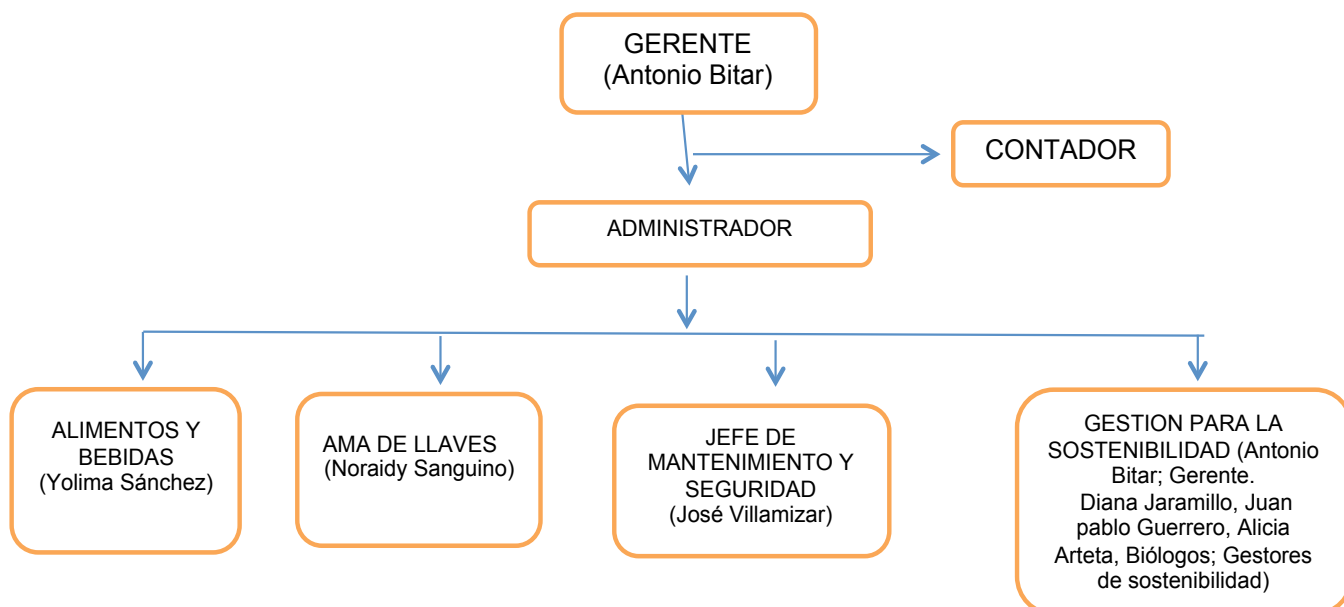 GERENTE
(Antonio Bitar)
CONTADOR
ADMINISTRADOR
ALIMENTOS Y
BEBIDAS
(Yolima Sánchez)
AMA DE LLAVES
(Noraidy Sanguino)
JEFE DE
MANTENIMIENTO Y
SEGURIDAD
(José Villamizar)
GESTION PARA LA
SOSTENIBILIDAD (Antonio
Bitar; Gerente.
Diana Jaramillo, Juan
pablo Guerrero, Alicia
Arteta, Biólogos; Gestores
de sostenibilidad)